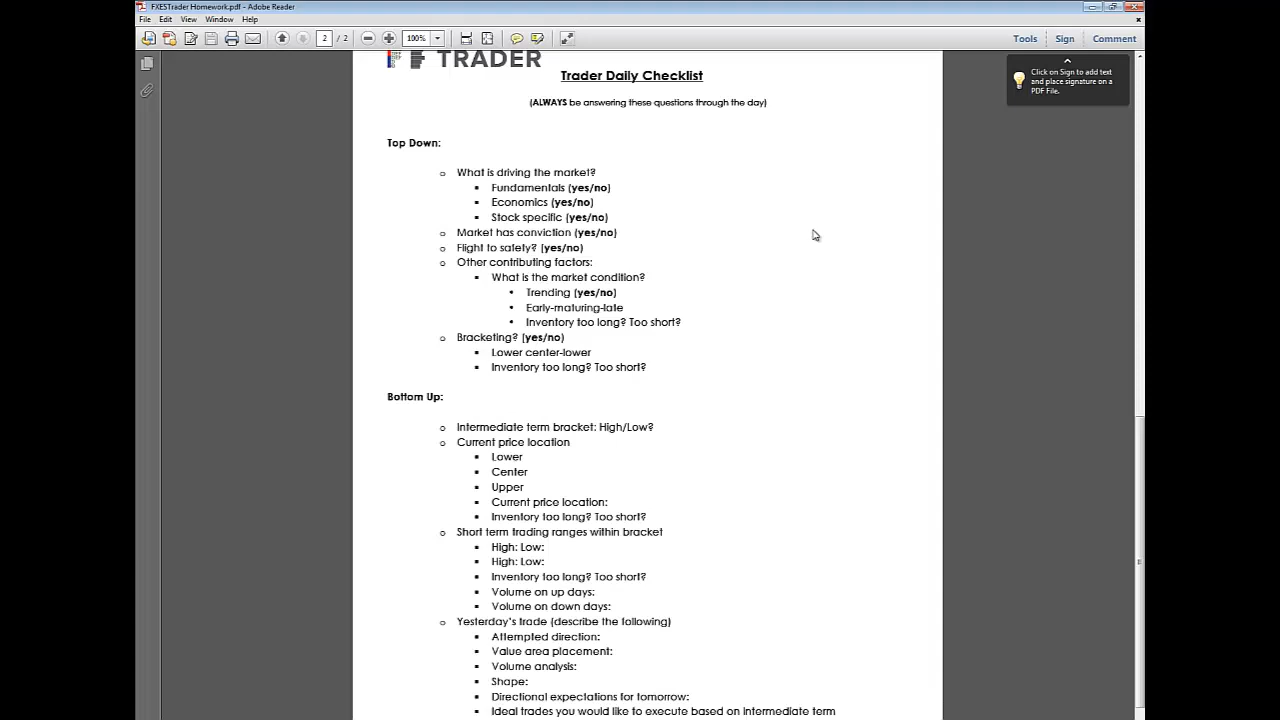 FXESTrader Homework.pdf - Adobe Reader
File Edit View Window Help
2 / 2 100% Tools Sign Comment
TRADER
Click on Sign to add text
and place signature on a
PDF File.
Trader Daily Checklist
(ALWAYS be answering these questions through the day)
Top Down:
o What is driving the market?
▪ Fundamentals (yes/no)
▪ Economics (yes/no)
▪ Stock specific (yes/no)
o Market has conviction (yes/no)
o Flight to safety? (yes/no)
o Other contributing factors:
▪ What is the market condition?
• Trending (yes/no)
• Early-maturing-late
• Inventory too long? Too short?
o Bracketing? (yes/no)
▪ Lower center-lower
▪ Inventory too long? Too short?
Bottom Up:
o Intermediate term bracket: High/Low?
o Current price location
▪ Lower
▪ Center
▪ Upper
▪ Current price location:
▪ Inventory too long? Too short?
o Short term trading ranges within bracket
▪ High: Low:
▪ High: Low:
▪ Inventory too long? Too short?
▪ Volume on up days:
▪ Volume on down days:
o Yesterday's trade (describe the following)
▪ Attempted direction:
▪ Value area placement:
▪ Volume analysis:
▪ Shape:
▪ Directional expectations for tomorrow:
▪ Ideal trades you would like to execute based on intermediate term